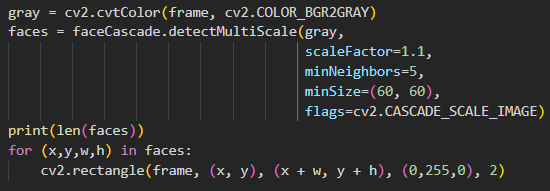 gray = cv2.cvtColor(frame, cv2.COLOR_BGR2GRAY)
faces = faceCascade.detectMultiScale(gray,
                                     scaleFactor=1.1,
                                     minNeighbors=5,
                                     minSize=(60, 60),
                                     flags=cv2.CASCADE_SCALE_IMAGE)
print(len(faces))
for (x,y,w,h) in faces:
    cv2.rectangle(frame, (x, y), (x + w, y + h), (0,255,0), 2)